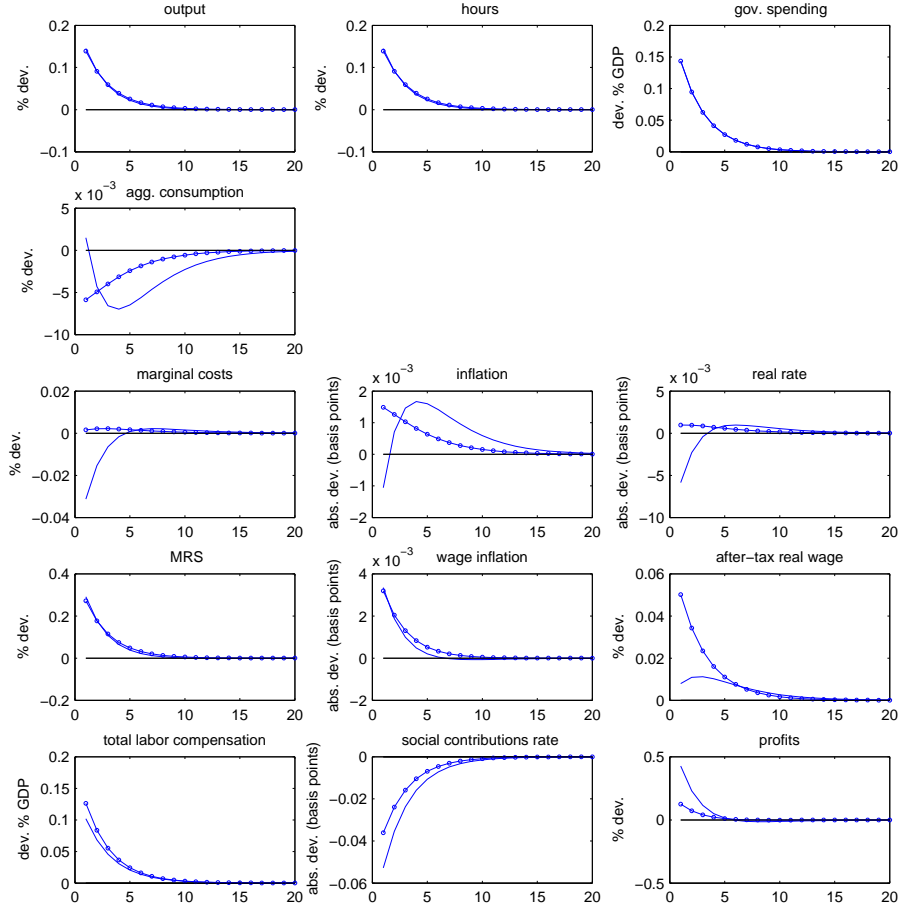 output
hours
gov. spending
% dev.
0.2
0.1
0
−0.1
0 5 10 15 20
% dev.
0.2
0.1
0
−0.1
0 5 10 15 20
dev. % GDP
0.2
0.15
0.1
0.05
0
0 5 10 15 20
x 10−3
agg. consumption
% dev.
5
0
−5
−10
0 5 10 15 20
marginal costs
% dev.
0.02
0
−0.02
−0.04
0 5 10 15 20
x 10−3
inflation
abs. dev. (basis points)
2
1
0
−1
−2
0 5 10 15 20
x 10−3
real rate
abs. dev. (basis points)
5
0
−5
−10
0 5 10 15 20
MRS
% dev.
0.4
0.2
0
−0.2
0 5 10 15 20
x 10−3
wage inflation
abs. dev. (basis points)
4
2
0
−2
0 5 10 15 20
after−tax real wage
% dev.
0.06
0.04
0.02
0
0 5 10 15 20
total labor compensation
dev. % GDP
0.2
0.15
0.1
0.05
0
0 5 10 15 20
social contributions rate
abs. dev. (basis points)
0
−0.02
−0.04
−0.06
0 5 10 15 20
profits
% dev.
0.5
0
−0.5
0 5 10 15 20